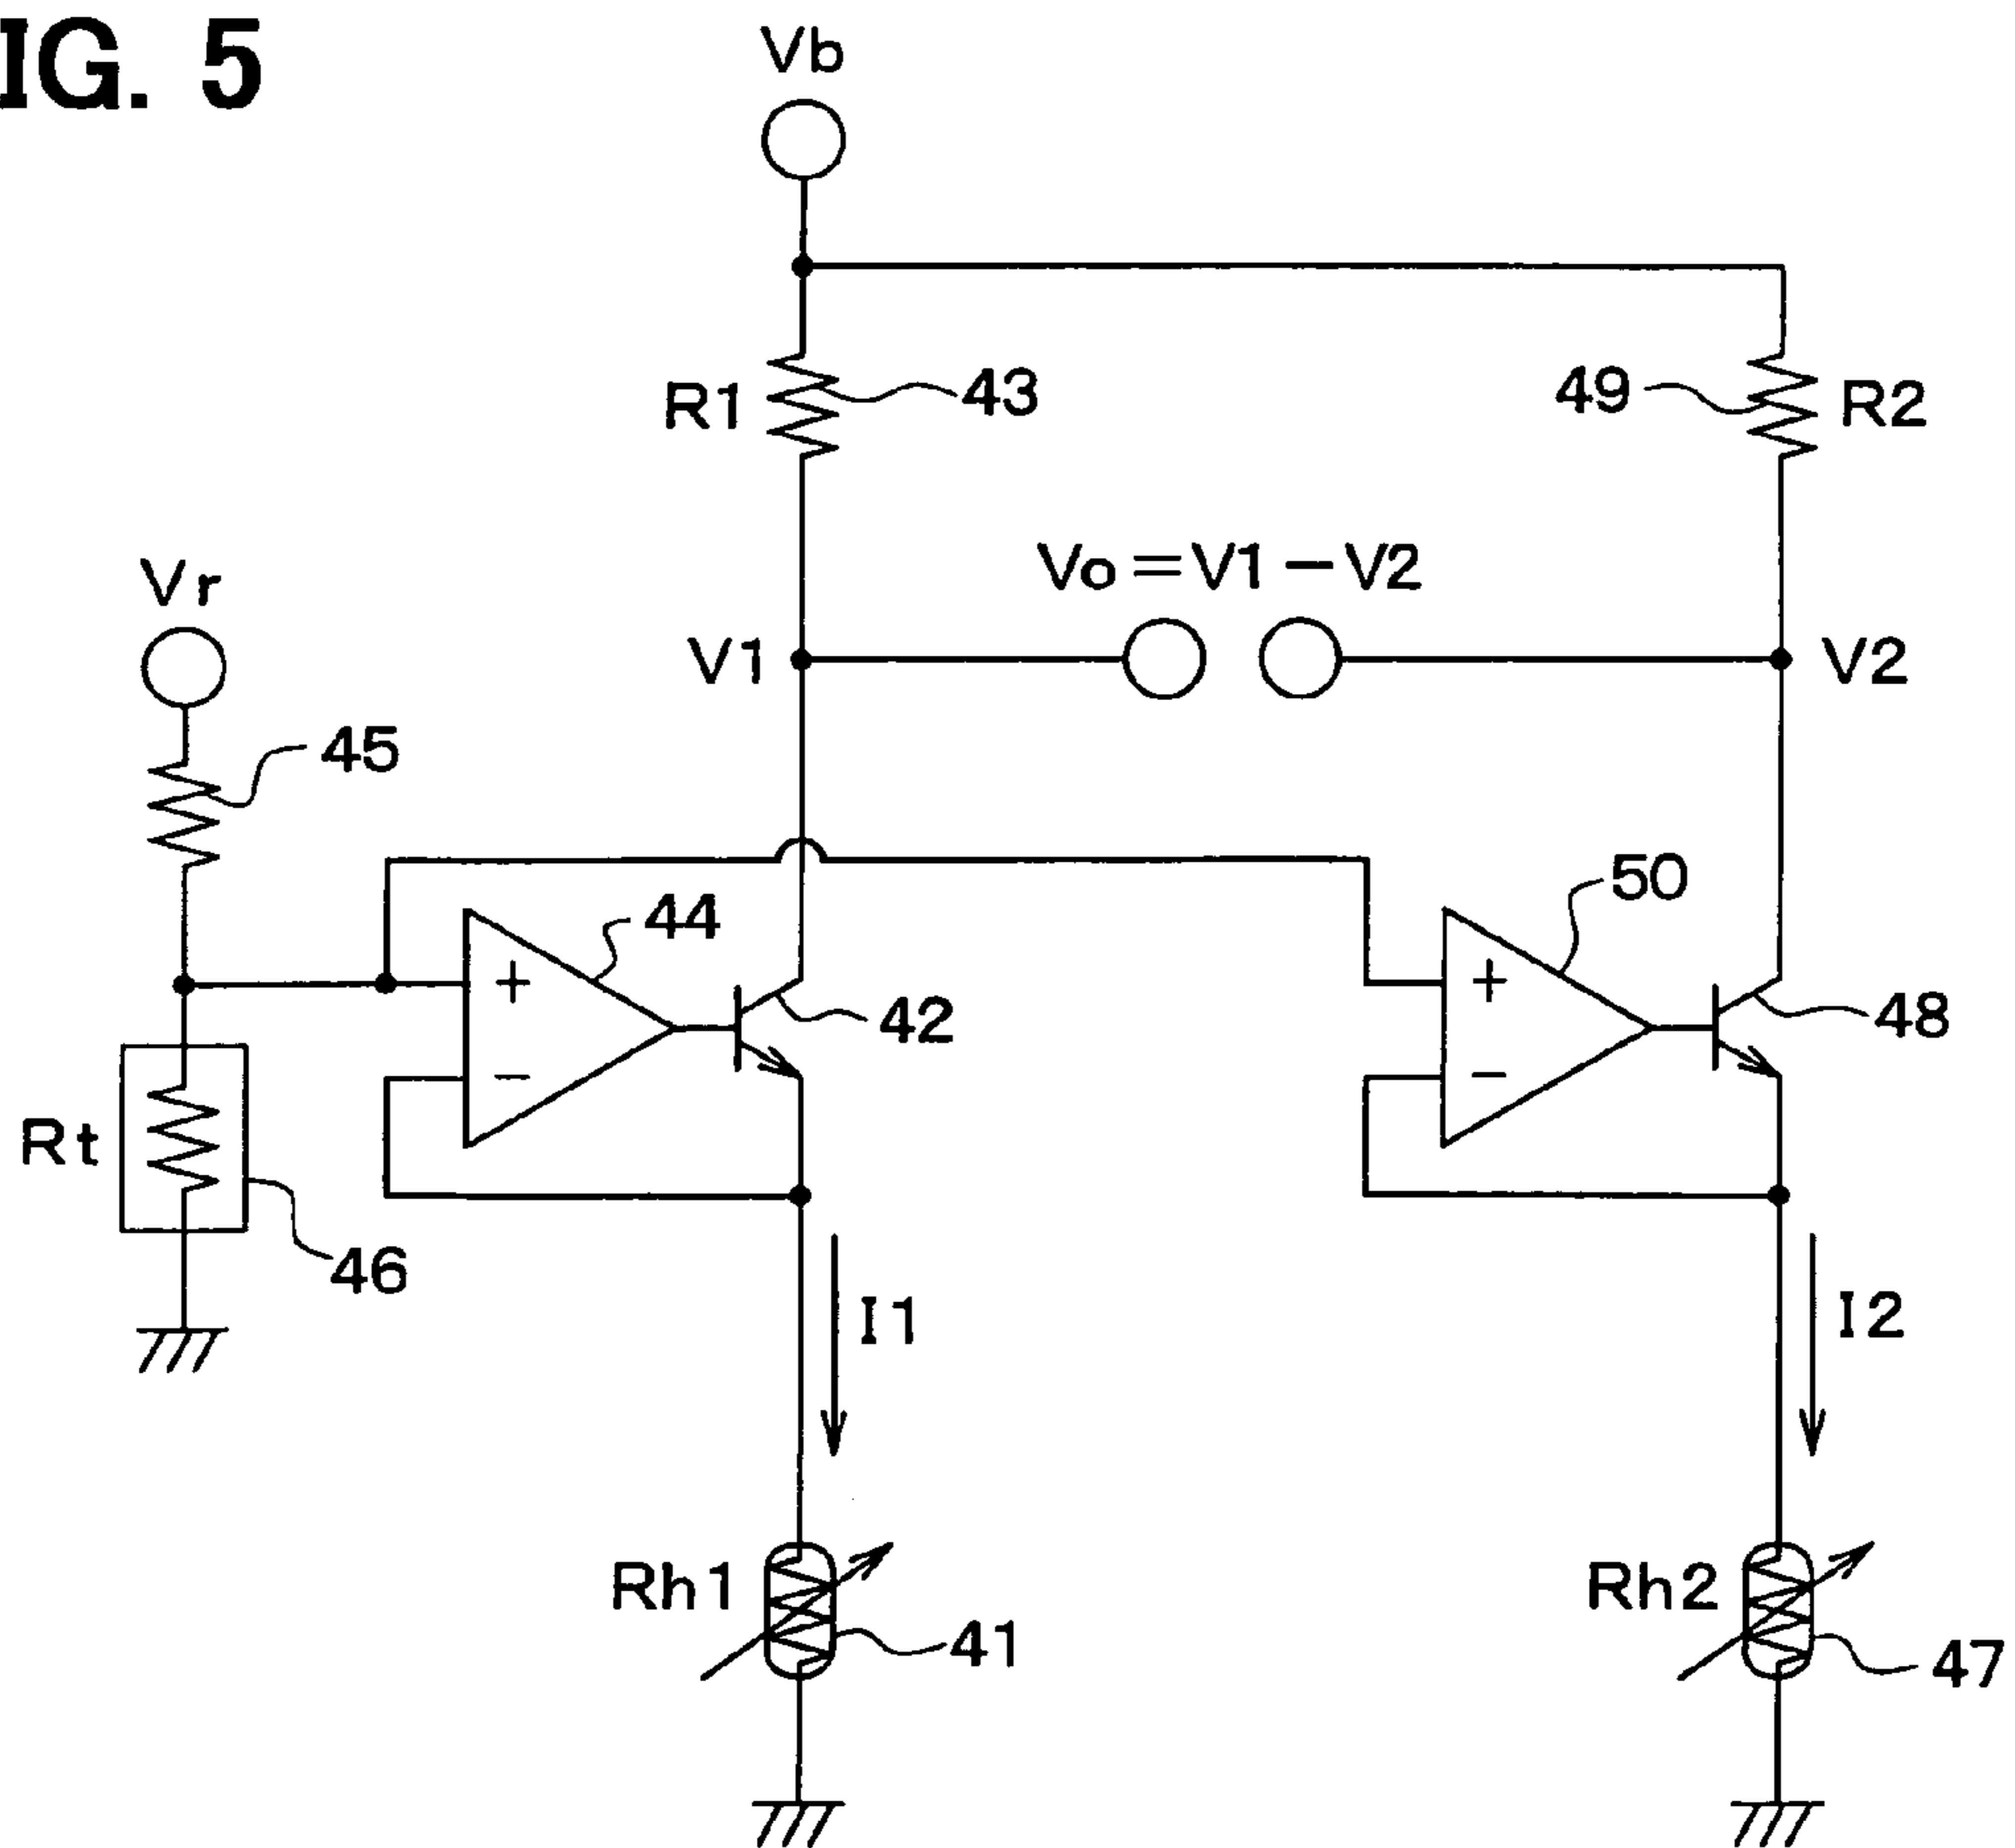 IG. 5
Vb
R1
43
49
R2
Vr
Vo=V1-V2
V1
V2
45
44
50
+
+
42
48
-
-
Rt
46
I1
I2
Rh1
41
Rh2
47